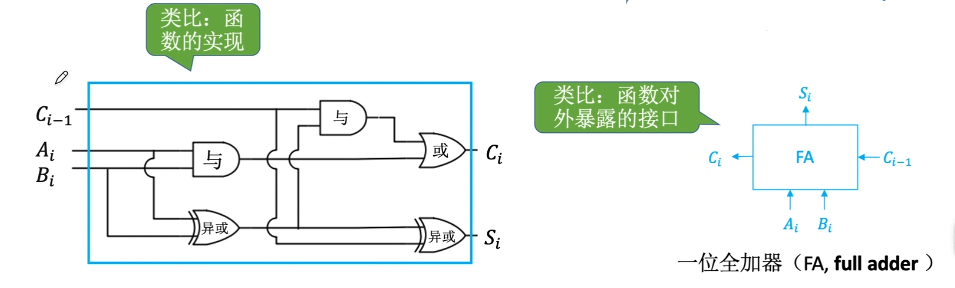 类比：函
数的实现
C_{i-1}
A_i
B_i
与
与
或
异或
异或
C_i
S_i
类比：函数对
外暴露的接口
S_i
C_i
FA
C_{i-1}
A_i
B_i
一位全加器（FA, full adder ）